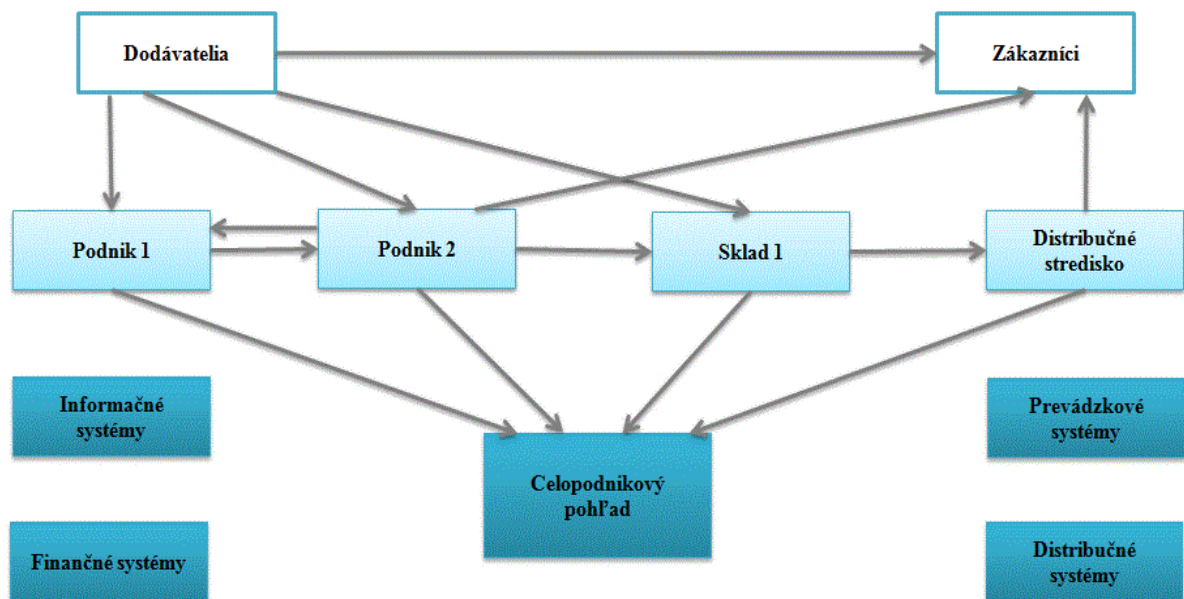 Dodávatelia
Zákazníci
Podnik 1
Podnik 2
Sklad 1
Distribučné
stredisko
Informačné
systémy
Prevádzkové
systémy
Celopodnikový
pohľad
Finančné systémy
Distribučné
systémy